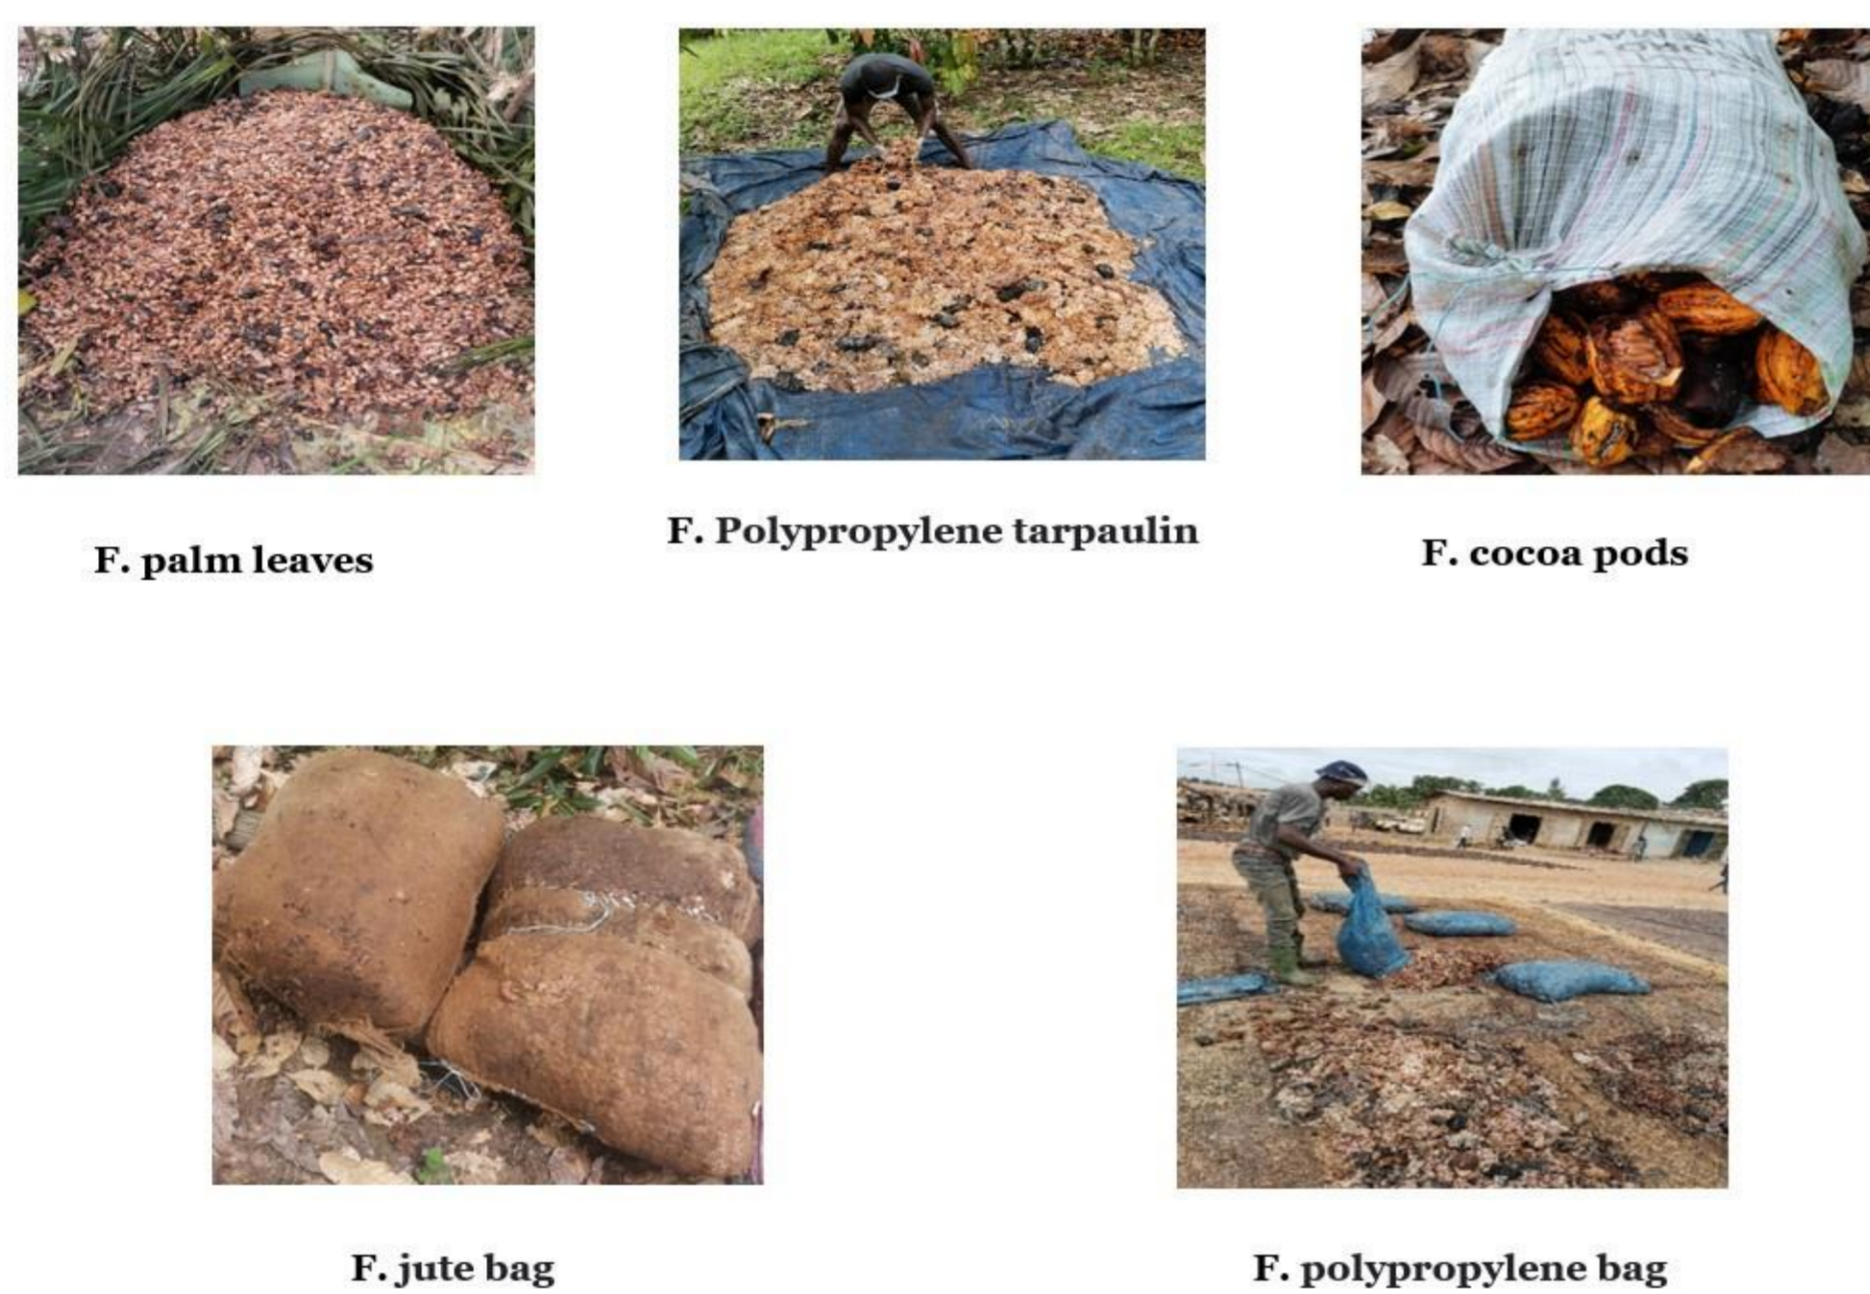 F. palm leaves
F. Polypropylene tarpaulin
F. cocoa pods
F. jute bag
F. polypropylene bag